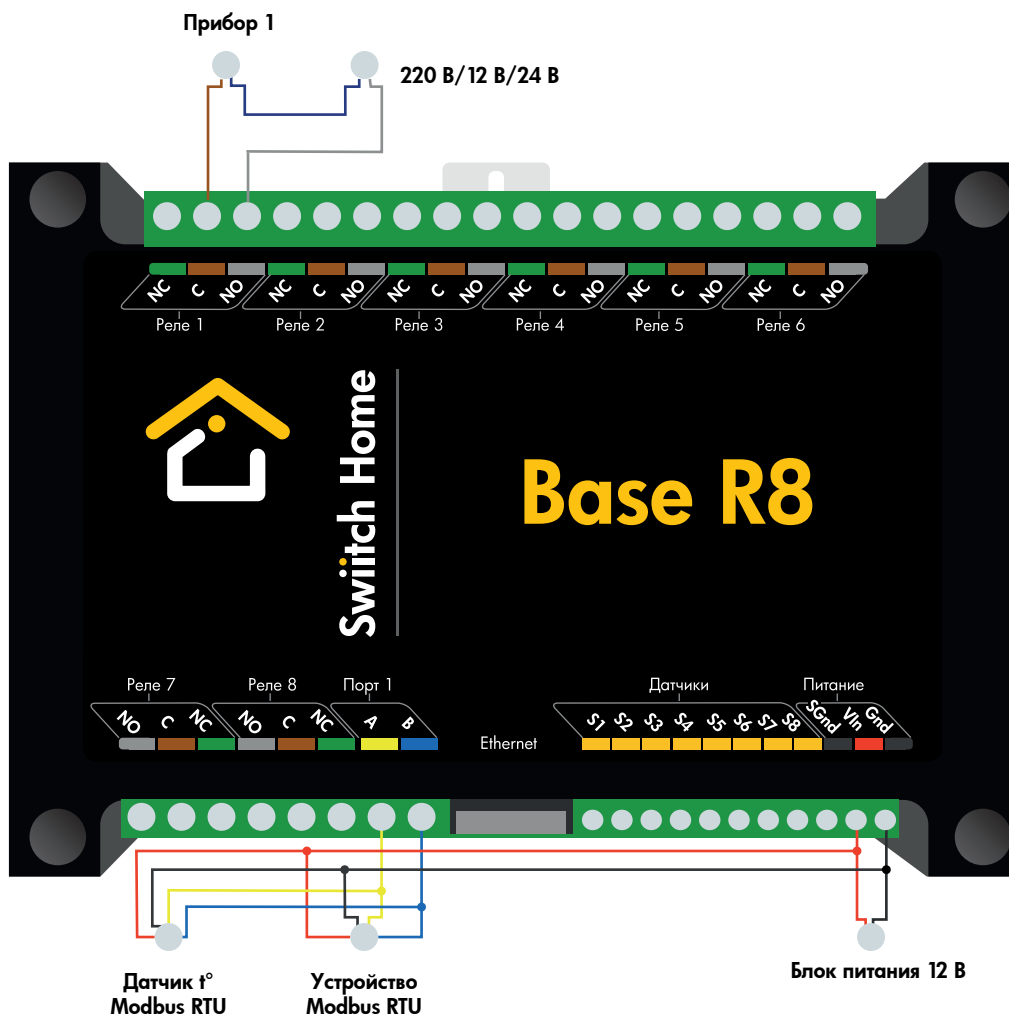 Прибор 1
220 В/12 В/24 В
NC C NO NC C NO NC C NO NC C NO NC C NO NC C NO
Реле 1 Реле 2 Реле 3 Реле 4 Реле 5 Реле 6
Swiitch Home
Base R8
Реле 7 Реле 8 Порт 1 Датчики Питание
NO C NC NO C NC A B S1 S2 S3 S4 S5 S6 S7 S8 SGnd VIn Gnd
Ethernet
Датчик t°
Modbus RTU
Устройство
Modbus RTU
Блок питания 12 В